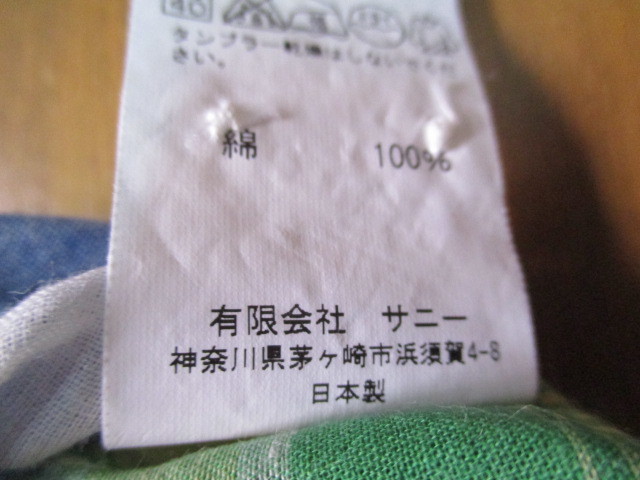 40
タンブラー乾燥はしないでくだ
さい。
綿 100%
有限会社 サニー
神奈川県茅ヶ崎市浜須賀4-8
日本製